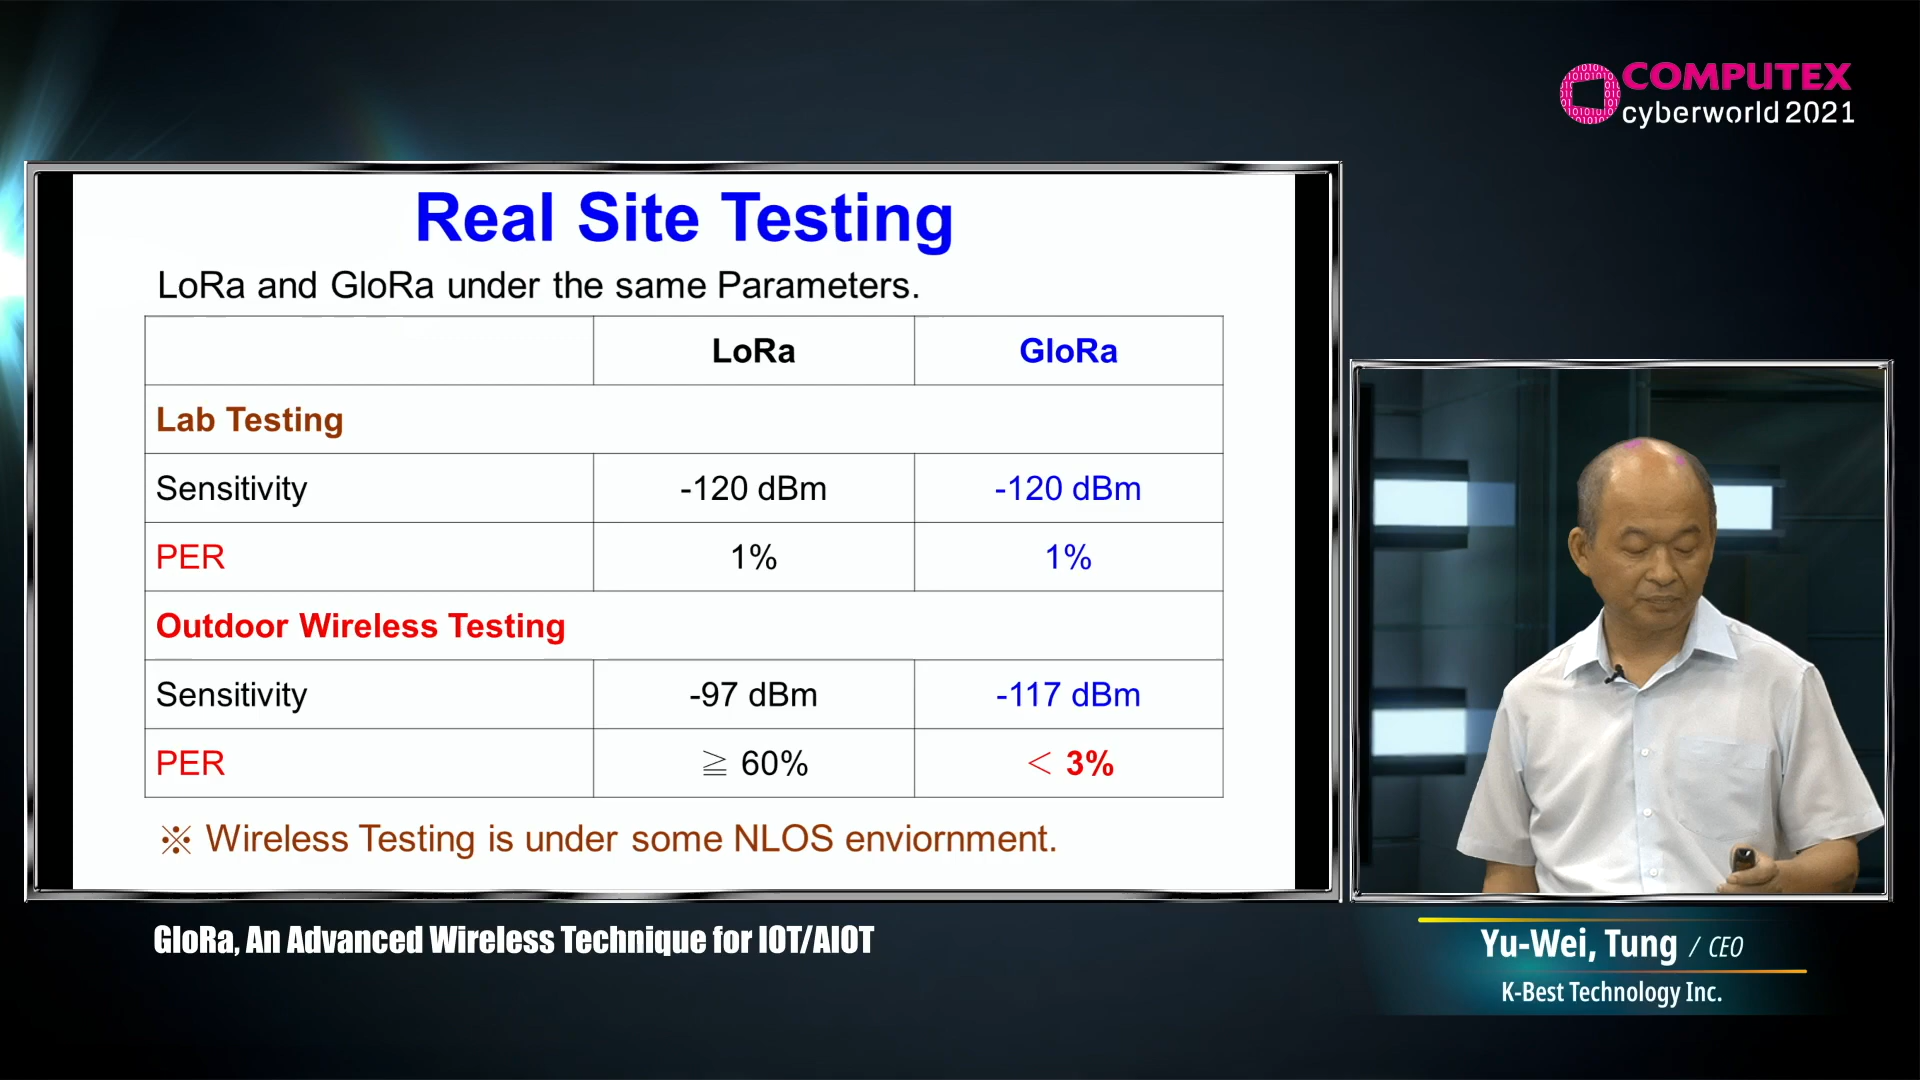 COMPUTEX
cyberworld 2021
Real Site Testing
LoRa and GloRa under the same Parameters.
LoRa GloRa
Lab Testing
Sensitivity -120 dBm -120 dBm
PER 1% 1%
Outdoor Wireless Testing
Sensitivity -97 dBm -117 dBm
PER ≧ 60% < 3%
※ Wireless Testing is under some NLOS enviornment.
GloRa, An Advanced Wireless Technique for IOT/AIOT
Yu-Wei, Tung / CEO
K-Best Technology Inc.